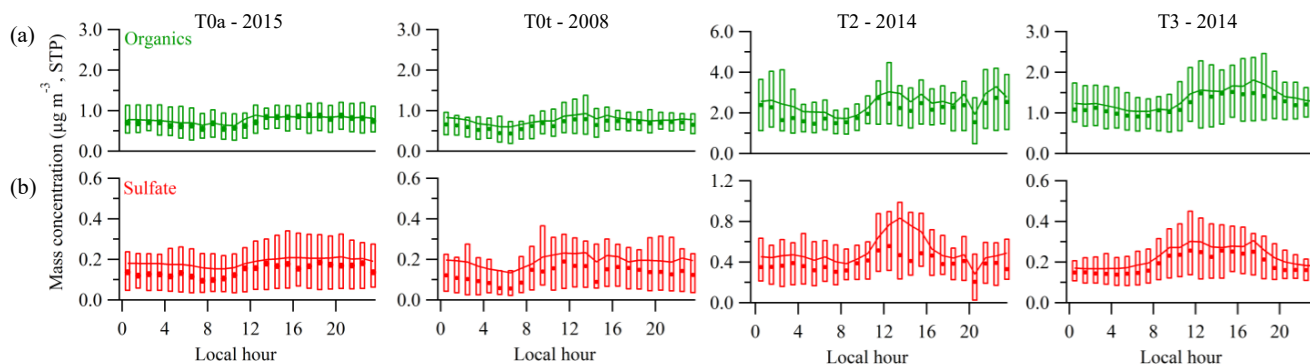 T0a - 2015 T0t - 2008 T2 - 2014 T3 - 2014
(a) Organics
(b) Sulfate
Mass concentration (µg m⁻³, STP)
3.0 2.0 1.0 0.0
3.0 2.0 1.0 0.0
6.0 4.0 2.0 0.0
3.0 2.0 1.0 0.0
0.6 0.4 0.2 0.0
0.6 0.4 0.2 0.0
1.2 0.8 0.4 0.0
0.6 0.4 0.2 0.0
0 4 8 12 16 20 0 4 8 12 16 20 0 4 8 12 16 20 0 4 8 12 16 20
Local hour Local hour Local hour Local hour